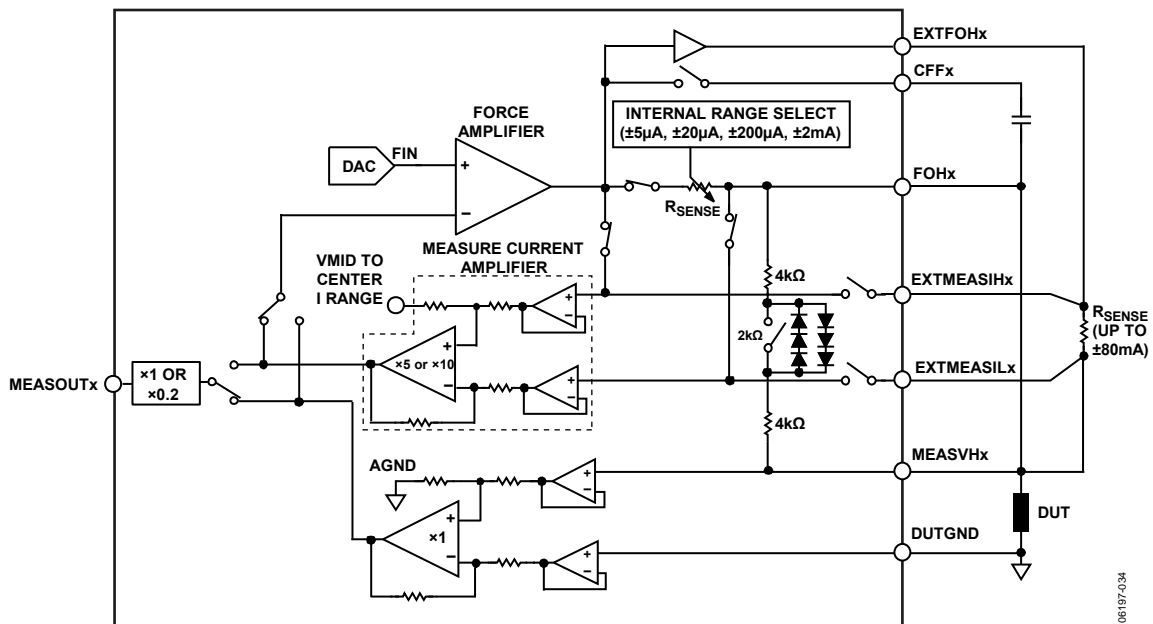 EXTFOHx
CFFx
FORCE
AMPLIFIER
INTERNAL RANGE SELECT
(±5µA, ±20µA, ±200µA, ±2mA)
DAC
FIN
+
−
FOHx
RSENSE
VMID TO
CENTER
I RANGE
MEASURE CURRENT
AMPLIFIER
+
−
4kΩ
EXTMEASIHx
2kΩ
RSENSE
(UP TO
±80mA)
+
×5 or ×10
−
MEASOUTx
×1 OR
×0.2
+
−
EXTMEASILx
4kΩ
AGND
+
−
MEASVHx
+
×1
−
DUT
+
−
DUTGND
06197-034